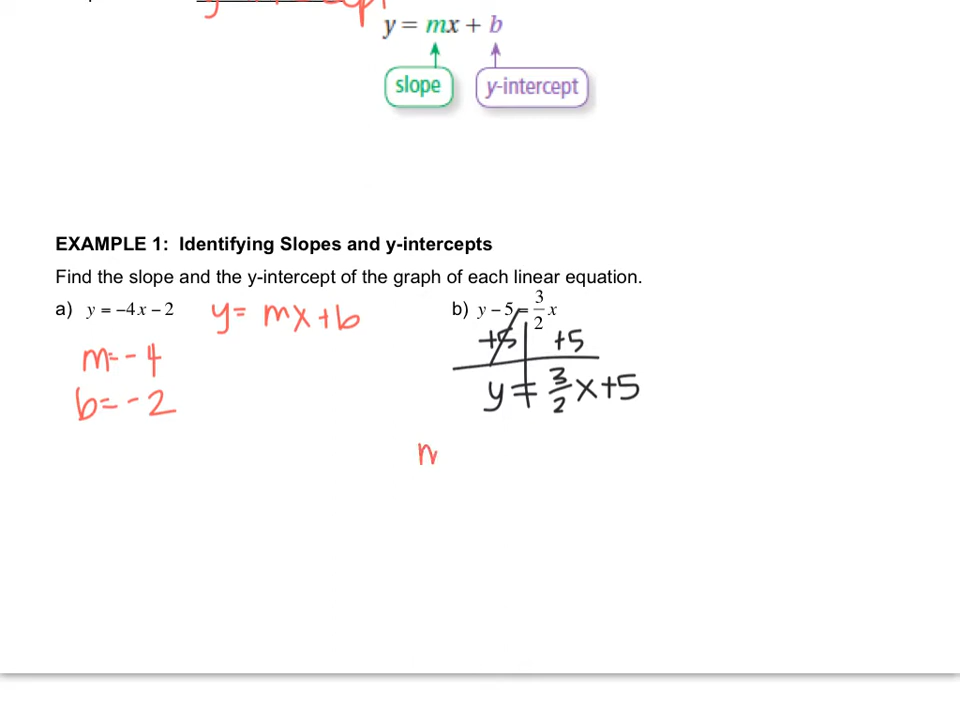 y = mx + b
slope
y-intercept
EXAMPLE 1: Identifying Slopes and y-intercepts
Find the slope and the y-intercept of the graph of each linear equation.
a) y = -4x - 2
y = mx + b
m = -4
b = -2
b) y - 5 = 3/2 x
+5 +5
y = 3/2 x + 5
m